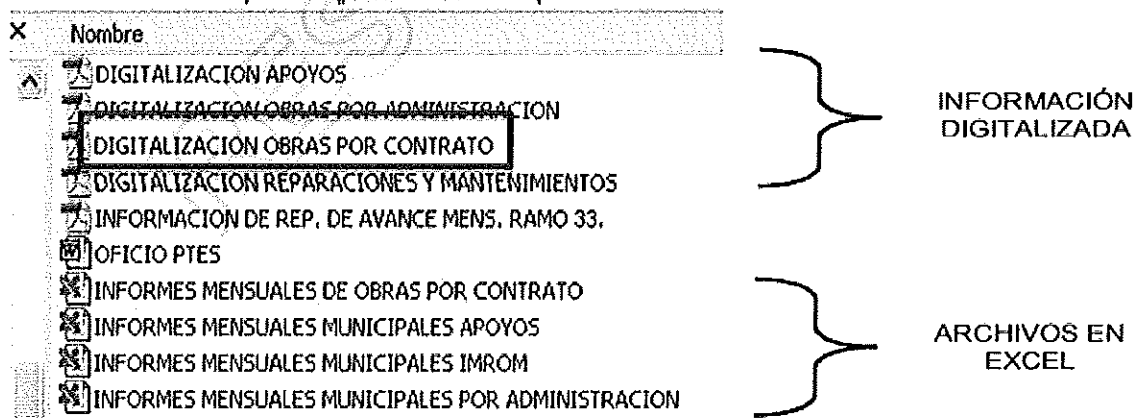 Nombre
DIGITALIZACION APOYOS
DIGITALIZACION OBRAS POR ADMINISTRACION
DIGITALIZACION OBRAS POR CONTRATO
DIGITALIZACION REPARACIONES Y MANTENIMIENTOS
INFORMACION DE REP. DE AVANCE MENS. RAMO 33.
OFICIO PTES
INFORMES MENSUALES DE OBRAS POR CONTRATO
INFORMES MENSUALES MUNICIPALES APOYOS
INFORMES MENSUALES MUNICIPALES IMROM
INFORMES MENSUALES MUNICIPALES POR ADMINISTRACION
INFORMACIÓN
DIGITALIZADA
ARCHIVOS EN
EXCEL